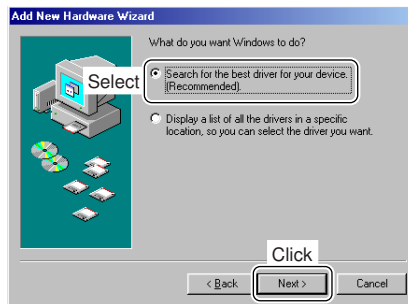 Add New Hardware Wizard
What do you want Windows to do?
Select
Search for the best driver for your device.
(Recommended).
Display a list of all the drivers in a specific
location, so you can select the driver you want.
Click
< Back
Next >
Cancel